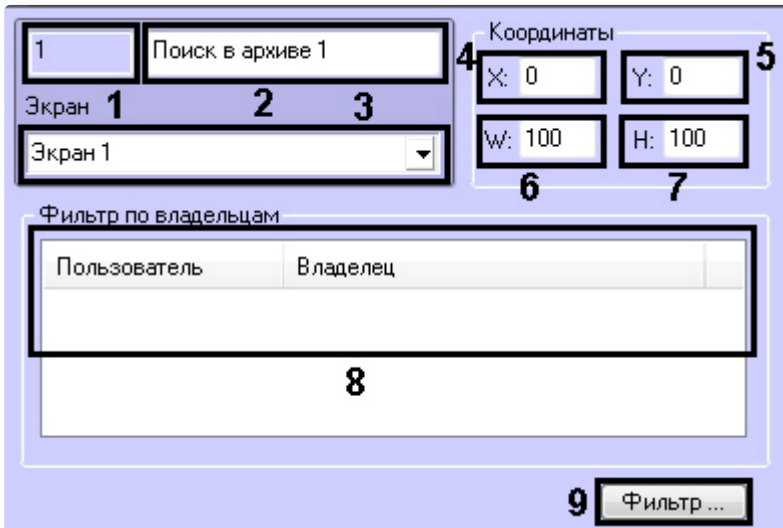 1
Поиск в архиве 1
Экран 1 2 3
Экран 1
Координаты
4 X: 0 Y: 0 5
W: 100 H: 100
6 7
Фильтр по владельцам
Пользователь Владелец
8
9 Фильтр ...